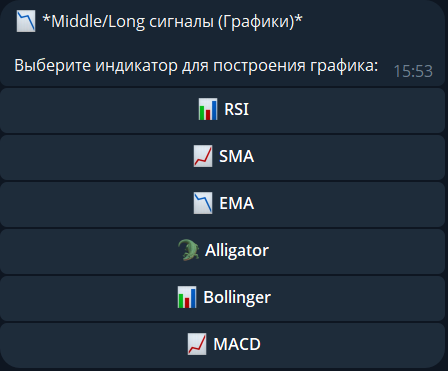 *Middle/Long сигналы (Графики)*
Выберите индикатор для построения графика:
15:53
RSI
SMA
EMA
Alligator
Bollinger
MACD